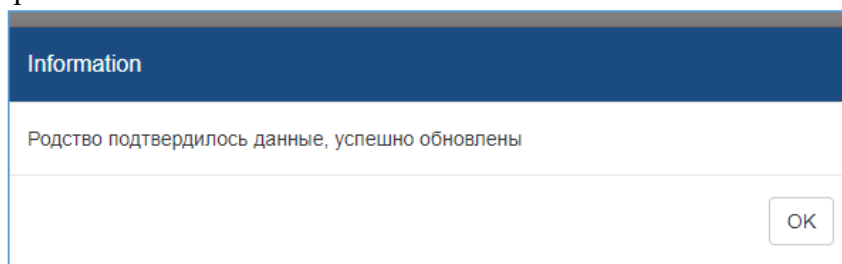 Information
Родство подтвердилось данные, успешно обновлены
OK